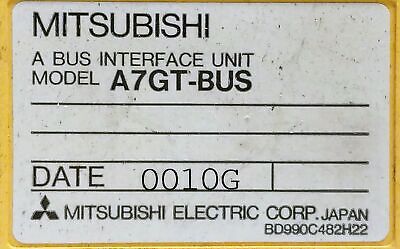 MITSUBISHI
A BUS INTERFACE UNIT
MODEL A7GT-BUS
DATE 0010G
MITSUBISHI ELECTRIC CORP. JAPAN
BD990C482H22